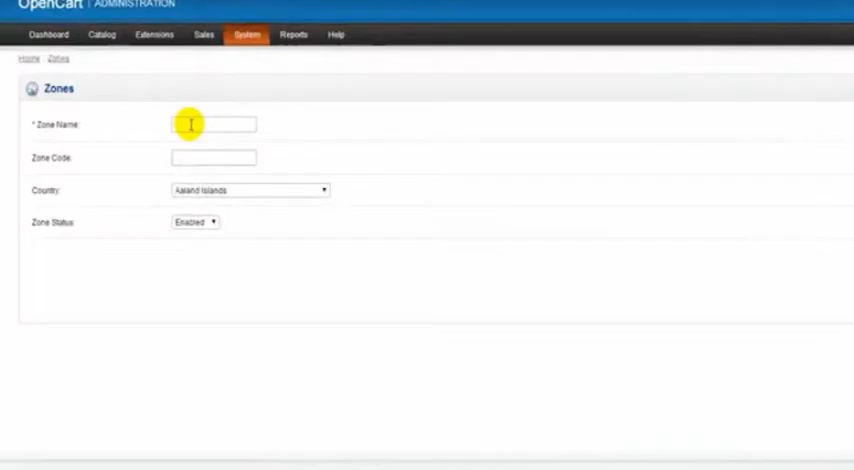 OpenCart | ADMINISTRATION
Dashboard Catalog Extensions Sales System Reports Help
Home : Zones
Zones
* Zone Name:
Zone Code:
Country: Aaland Islands
Zone Status: Enabled